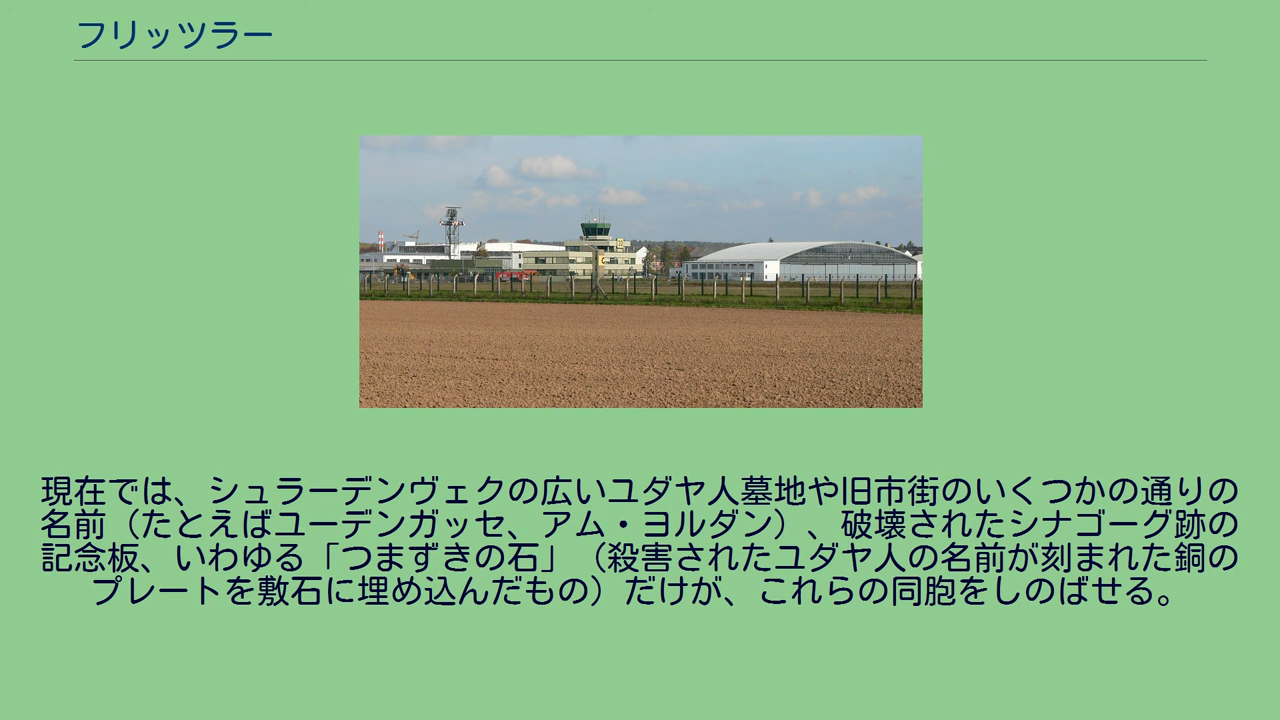 フリッツラー
現在では、シュラーデンヴェクの広いユダヤ人墓地や旧市街のいくつかの通りの
名前（たとえばユーデンガッセ、アム・ヨルダン）、破壊されたシナゴーグ跡の
記念板、いわゆる「つまずきの石」（殺害されたユダヤ人の名前が刻まれた銅の
プレートを敷石に埋め込んだもの）だけが、これらの同胞をしのばせる。